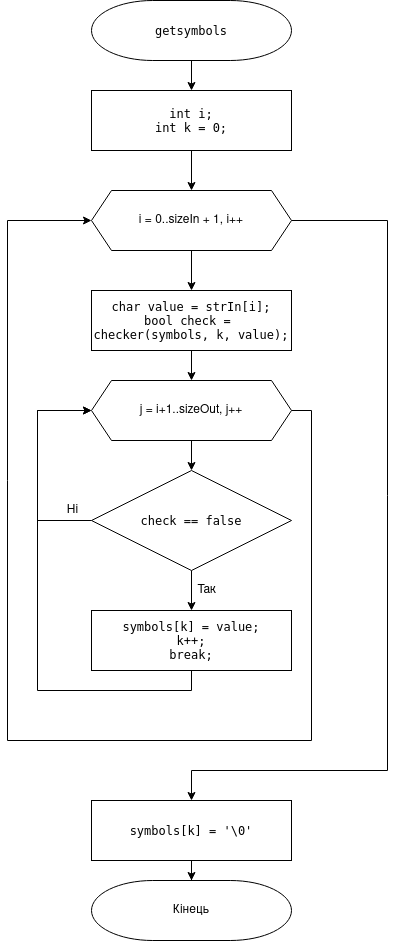 getsymbols
int i;
int k = 0;
i = 0..sizeIn + 1, i++
char value = strIn[i];
bool check =
checker(symbols, k, value);
j = i+1..sizeOut, j++
check == false
Ні
Так
symbols[k] = value;
k++;
break;
symbols[k] = '\0'
Кінець